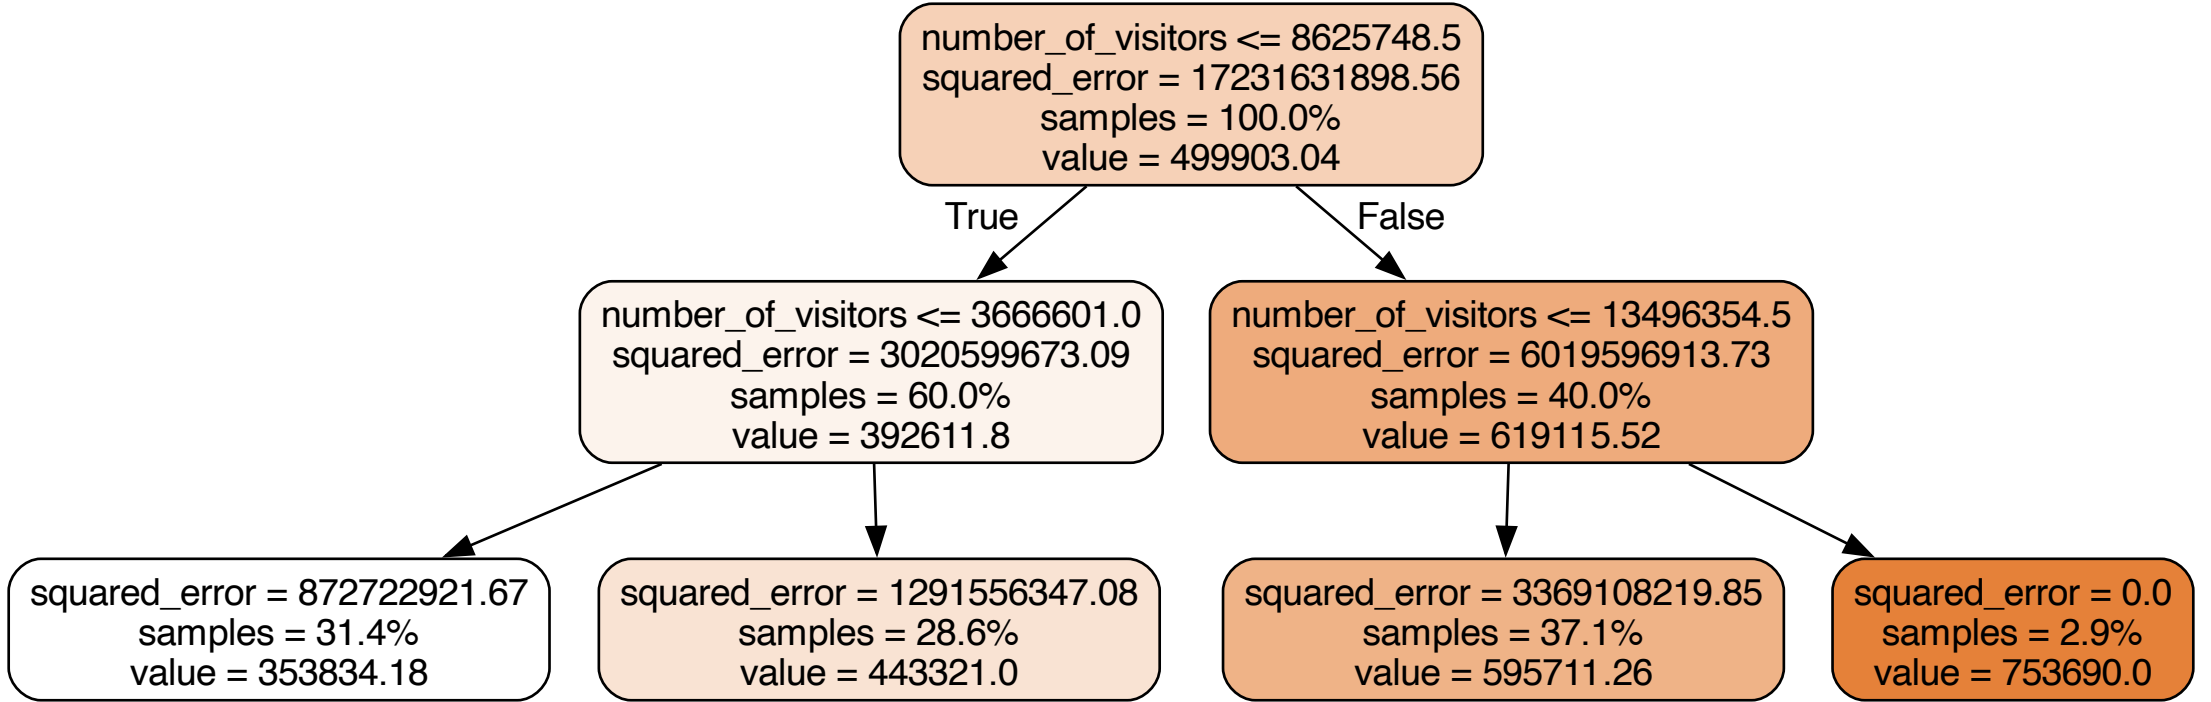 number_of_visitors <= 8625748.5
squared_error = 17231631898.56
samples = 100.0%
value = 499903.04
True
False
number_of_visitors <= 3666601.0
squared_error = 3020599673.09
samples = 60.0%
value = 392611.8
number_of_visitors <= 13496354.5
squared_error = 6019596913.73
samples = 40.0%
value = 619115.52
squared_error = 872722921.67
samples = 31.4%
value = 353834.18
squared_error = 1291556347.08
samples = 28.6%
value = 443321.0
squared_error = 3369108219.85
samples = 37.1%
value = 595711.26
squared_error = 0.0
samples = 2.9%
value = 753690.0